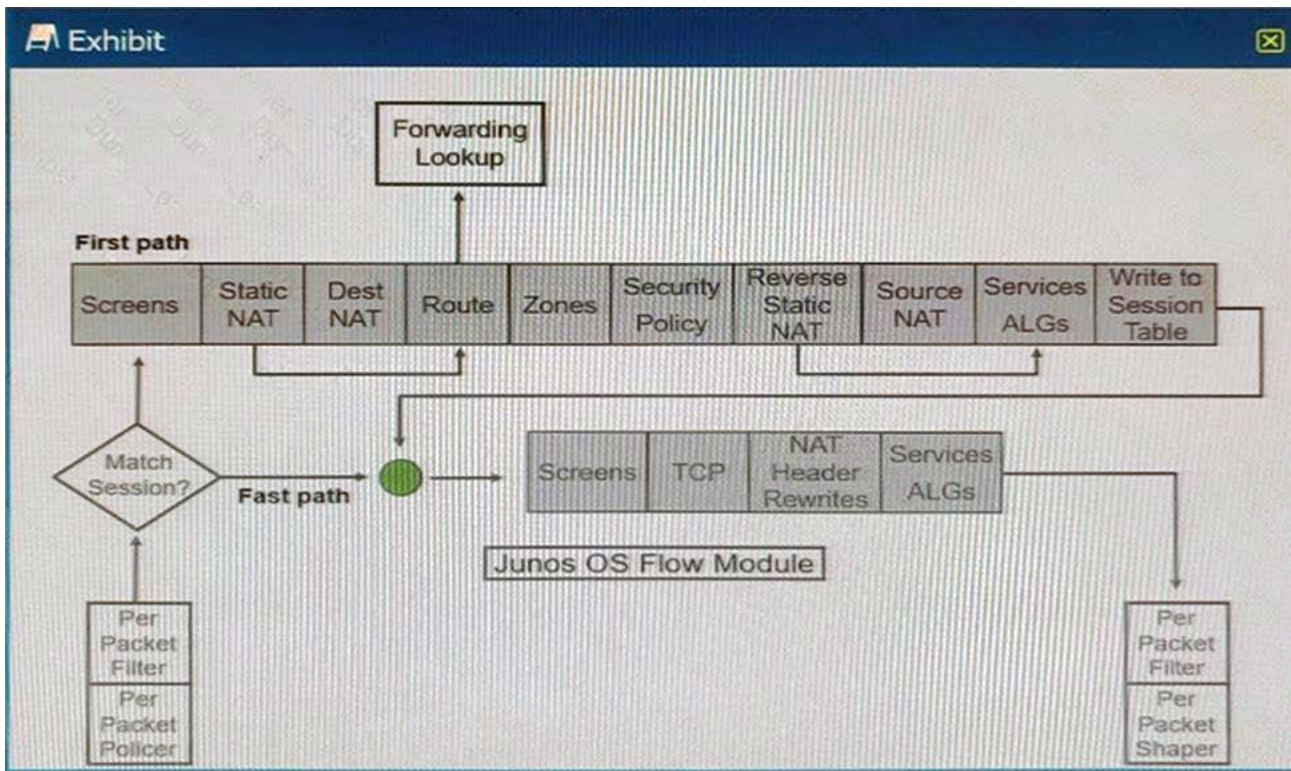 Exhibit
Forwarding
Lookup
First path
Screens
Static
NAT
Dest
NAT
Route
Zones
Security
Policy
Reverse
Static
NAT
Source
NAT
Services
ALGs
Write to
Session
Table
Match
Session?
Fast path
Screens
TCP
NAT
Header
Rewrites
Services
ALGs
Junos OS Flow Module
Per
Packet
Filter
Per
Packet
Policer
Per
Packet
Filter
Per
Packet
Shaper